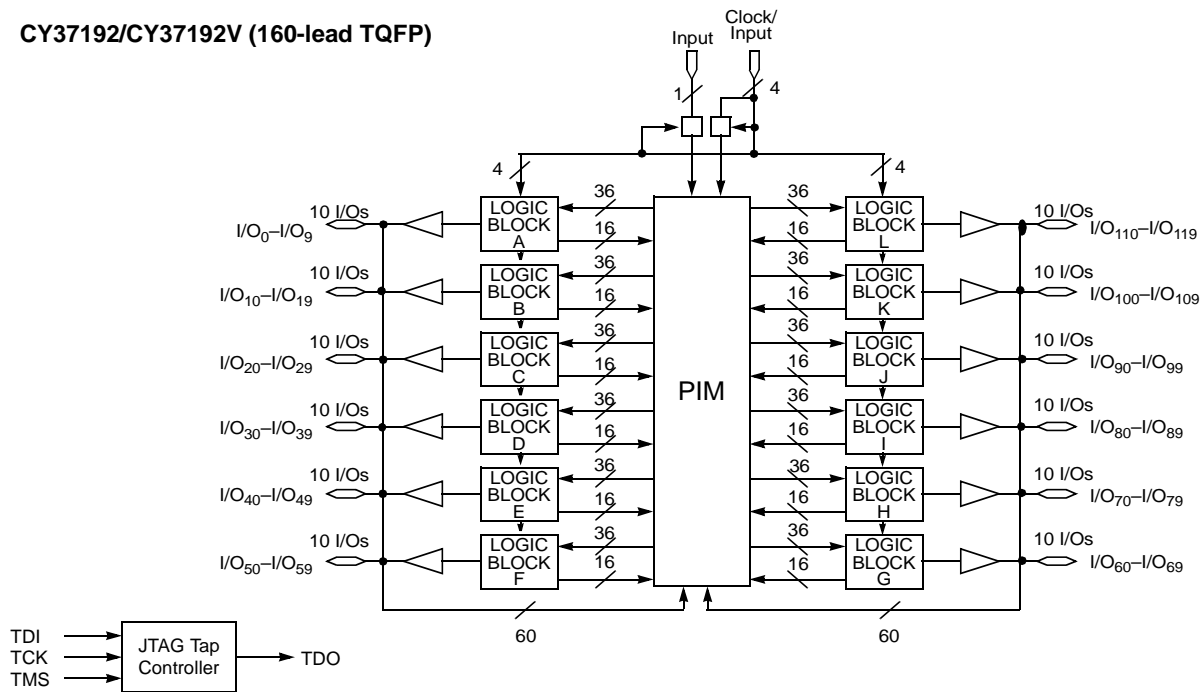 CY37192/CY37192V (160-lead TQFP)
Input
Clock/
Input
1
4
4
4
10 I/Os
I/O0–I/O9
LOGIC
BLOCK
A
36
16
36
16
LOGIC
BLOCK
L
10 I/Os
I/O110–I/O119
10 I/Os
I/O10–I/O19
LOGIC
BLOCK
B
36
16
36
16
LOGIC
BLOCK
K
10 I/Os
I/O100–I/O109
10 I/Os
I/O20–I/O29
LOGIC
BLOCK
C
36
16
PIM
36
16
LOGIC
BLOCK
J
10 I/Os
I/O90–I/O99
10 I/Os
I/O30–I/O39
LOGIC
BLOCK
D
36
16
36
16
LOGIC
BLOCK
I
10 I/Os
I/O80–I/O89
10 I/Os
I/O40–I/O49
LOGIC
BLOCK
E
36
16
36
16
LOGIC
BLOCK
H
10 I/Os
I/O70–I/O79
10 I/Os
I/O50–I/O59
LOGIC
BLOCK
F
36
16
36
16
LOGIC
BLOCK
G
10 I/Os
I/O60–I/O69
60
60
TDI
TCK
TMS
JTAG Tap
Controller
TDO